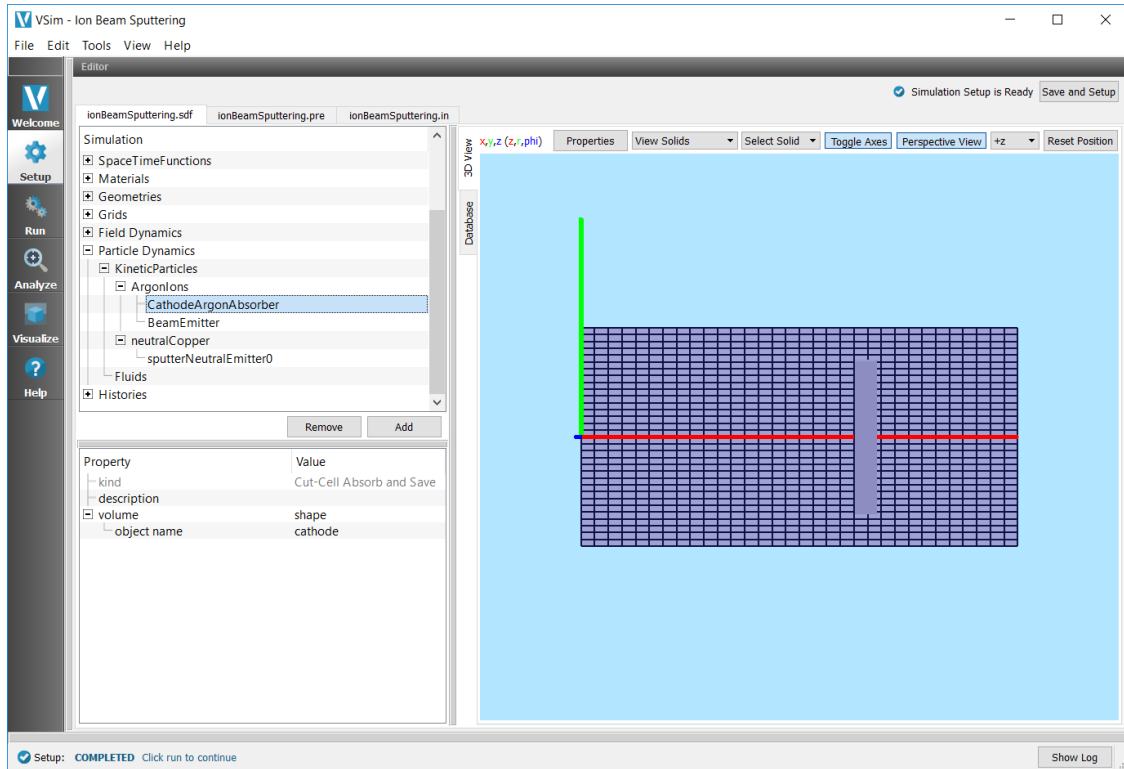 VSim - Ion Beam Sputtering
File Edit Tools View Help
Editor
Simulation Setup is Ready Save and Setup
Welcome
Setup
Run
Analyze
Visualize
Help
ionBeamSputtering.sdf ionBeamSputtering.pre ionBeamSputtering.in
Simulation
SpaceTimeFunctions
Materials
Geometries
Grids
Field Dynamics
Particle Dynamics
KineticParticles
ArgonIons
CathodeArgonAbsorber
BeamEmitter
neutralCopper
sputterNeutralEmitter0
Fluids
Histories
Remove Add
Property Value
kind Cut-Cell Absorb and Save
description
volume shape
object name cathode
3D View
Database
x,y,z (z,r,phi) Properties View Solids Select Solid Toggle Axes Perspective View +z Reset Position
Setup: COMPLETED Click run to continue
Show Log